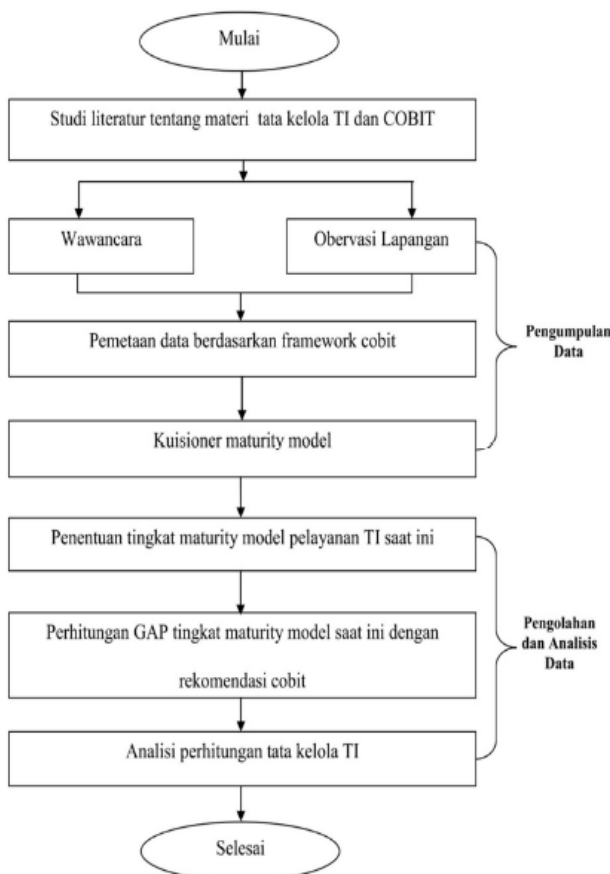 Mulai
Studi literatur tentang materi tata kelola TI dan COBIT
Wawancara
Obervasi Lapangan
Pemetaan data berdasarkan framework cobit
Kuisioner maturity model
Pengumpulan
Data
Penentuan tingkat maturity model pelayanan TI saat ini
Perhitungan GAP tingkat maturity model saat ini dengan
rekomendasi cobit
Analisi perhitungan tata kelola TI
Pengolahan
dan Analisis
Data
Selesai